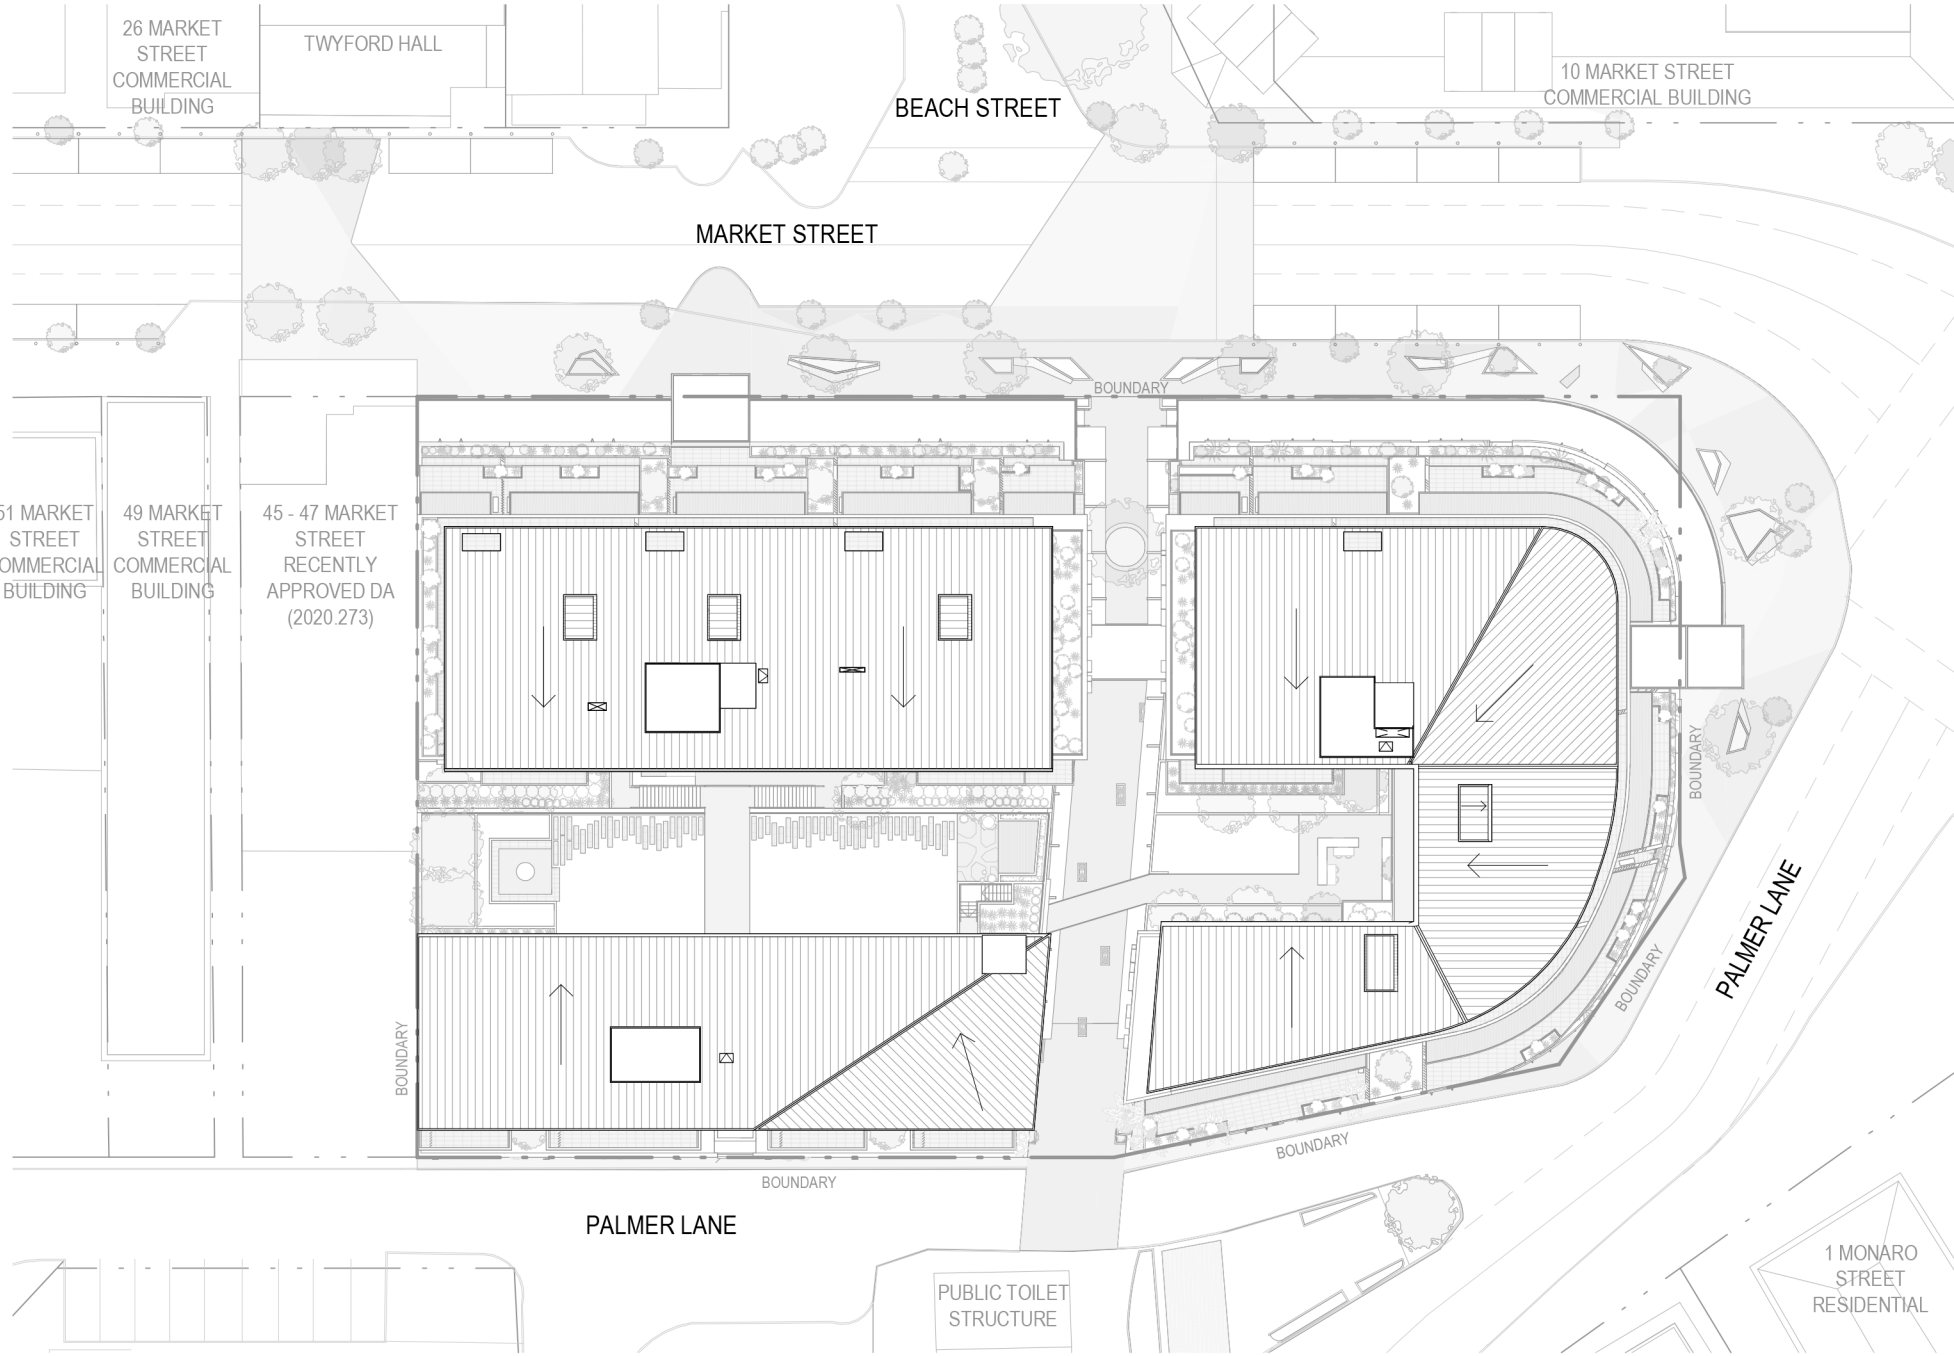 26 MARKET
STREET
COMMERCIAL
BUILDING
TWYFORD HALL
BEACH STREET
10 MARKET STREET
COMMERCIAL BUILDING
MARKET STREET
BOUNDARY
51 MARKET
STREET
OMMERCIAL
BUILDING
49 MARKET
STREET
COMMERCIAL
BUILDING
45 - 47 MARKET
STREET
RECENTLY
APPROVED DA
(2020.273)
BOUNDARY
PALMER LANE
BOUNDARY
BOUNDARY
BOUNDARY
BOUNDARY
PALMER LANE
PUBLIC TOILET
STRUCTURE
1 MONARO
STREET
RESIDENTIAL